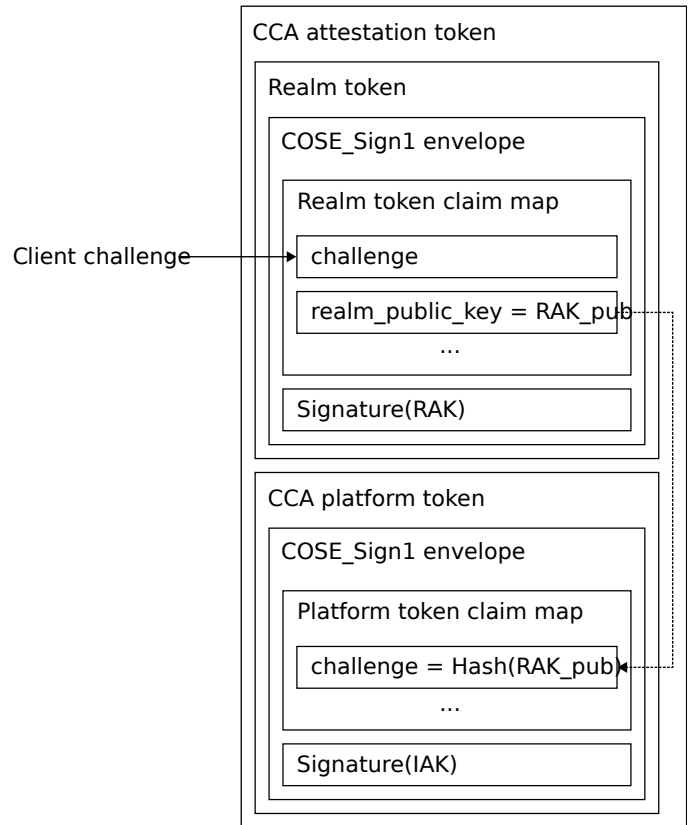 CCA attestation token
Realm token
COSE_Sign1 envelope
Realm token claim map
Client challenge
challenge
realm_public_key = RAK_pub
...
Signature(RAK)
CCA platform token
COSE_Sign1 envelope
Platform token claim map
challenge = Hash(RAK_pub)
...
Signature(IAK)